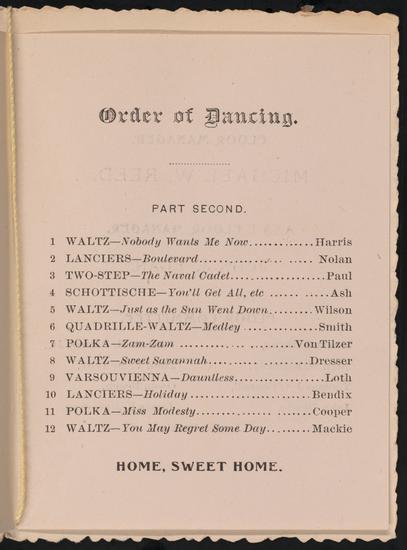 Order of Dancing.
PART SECOND.
1 WALTZ—Nobody Wants Me Now............Harris
2 LANCIERS—Boulevard..................... Nolan
3 TWO-STEP—The Naval Cadet.................Paul
4 SCHOTTISCHE—You'll Get All, etc ...... .....Ash
5 WALTZ—Just as the Sun Went Down.........Wilson
6 QUADRILLE-WALTZ—Medley ............Smith
7 POLKA—Zam-Zam ....................Von Tilzer
8 WALTZ—Sweet Savannah..................Dresser
9 VARSOUVIENNA—Dauntless................Loth
10 LANCIERS—Holiday......................Bendix
11 POLKA—Miss Modesty....................Cooper
12 WALTZ—You May Regret Some Day.........Mackie
HOME, SWEET HOME.